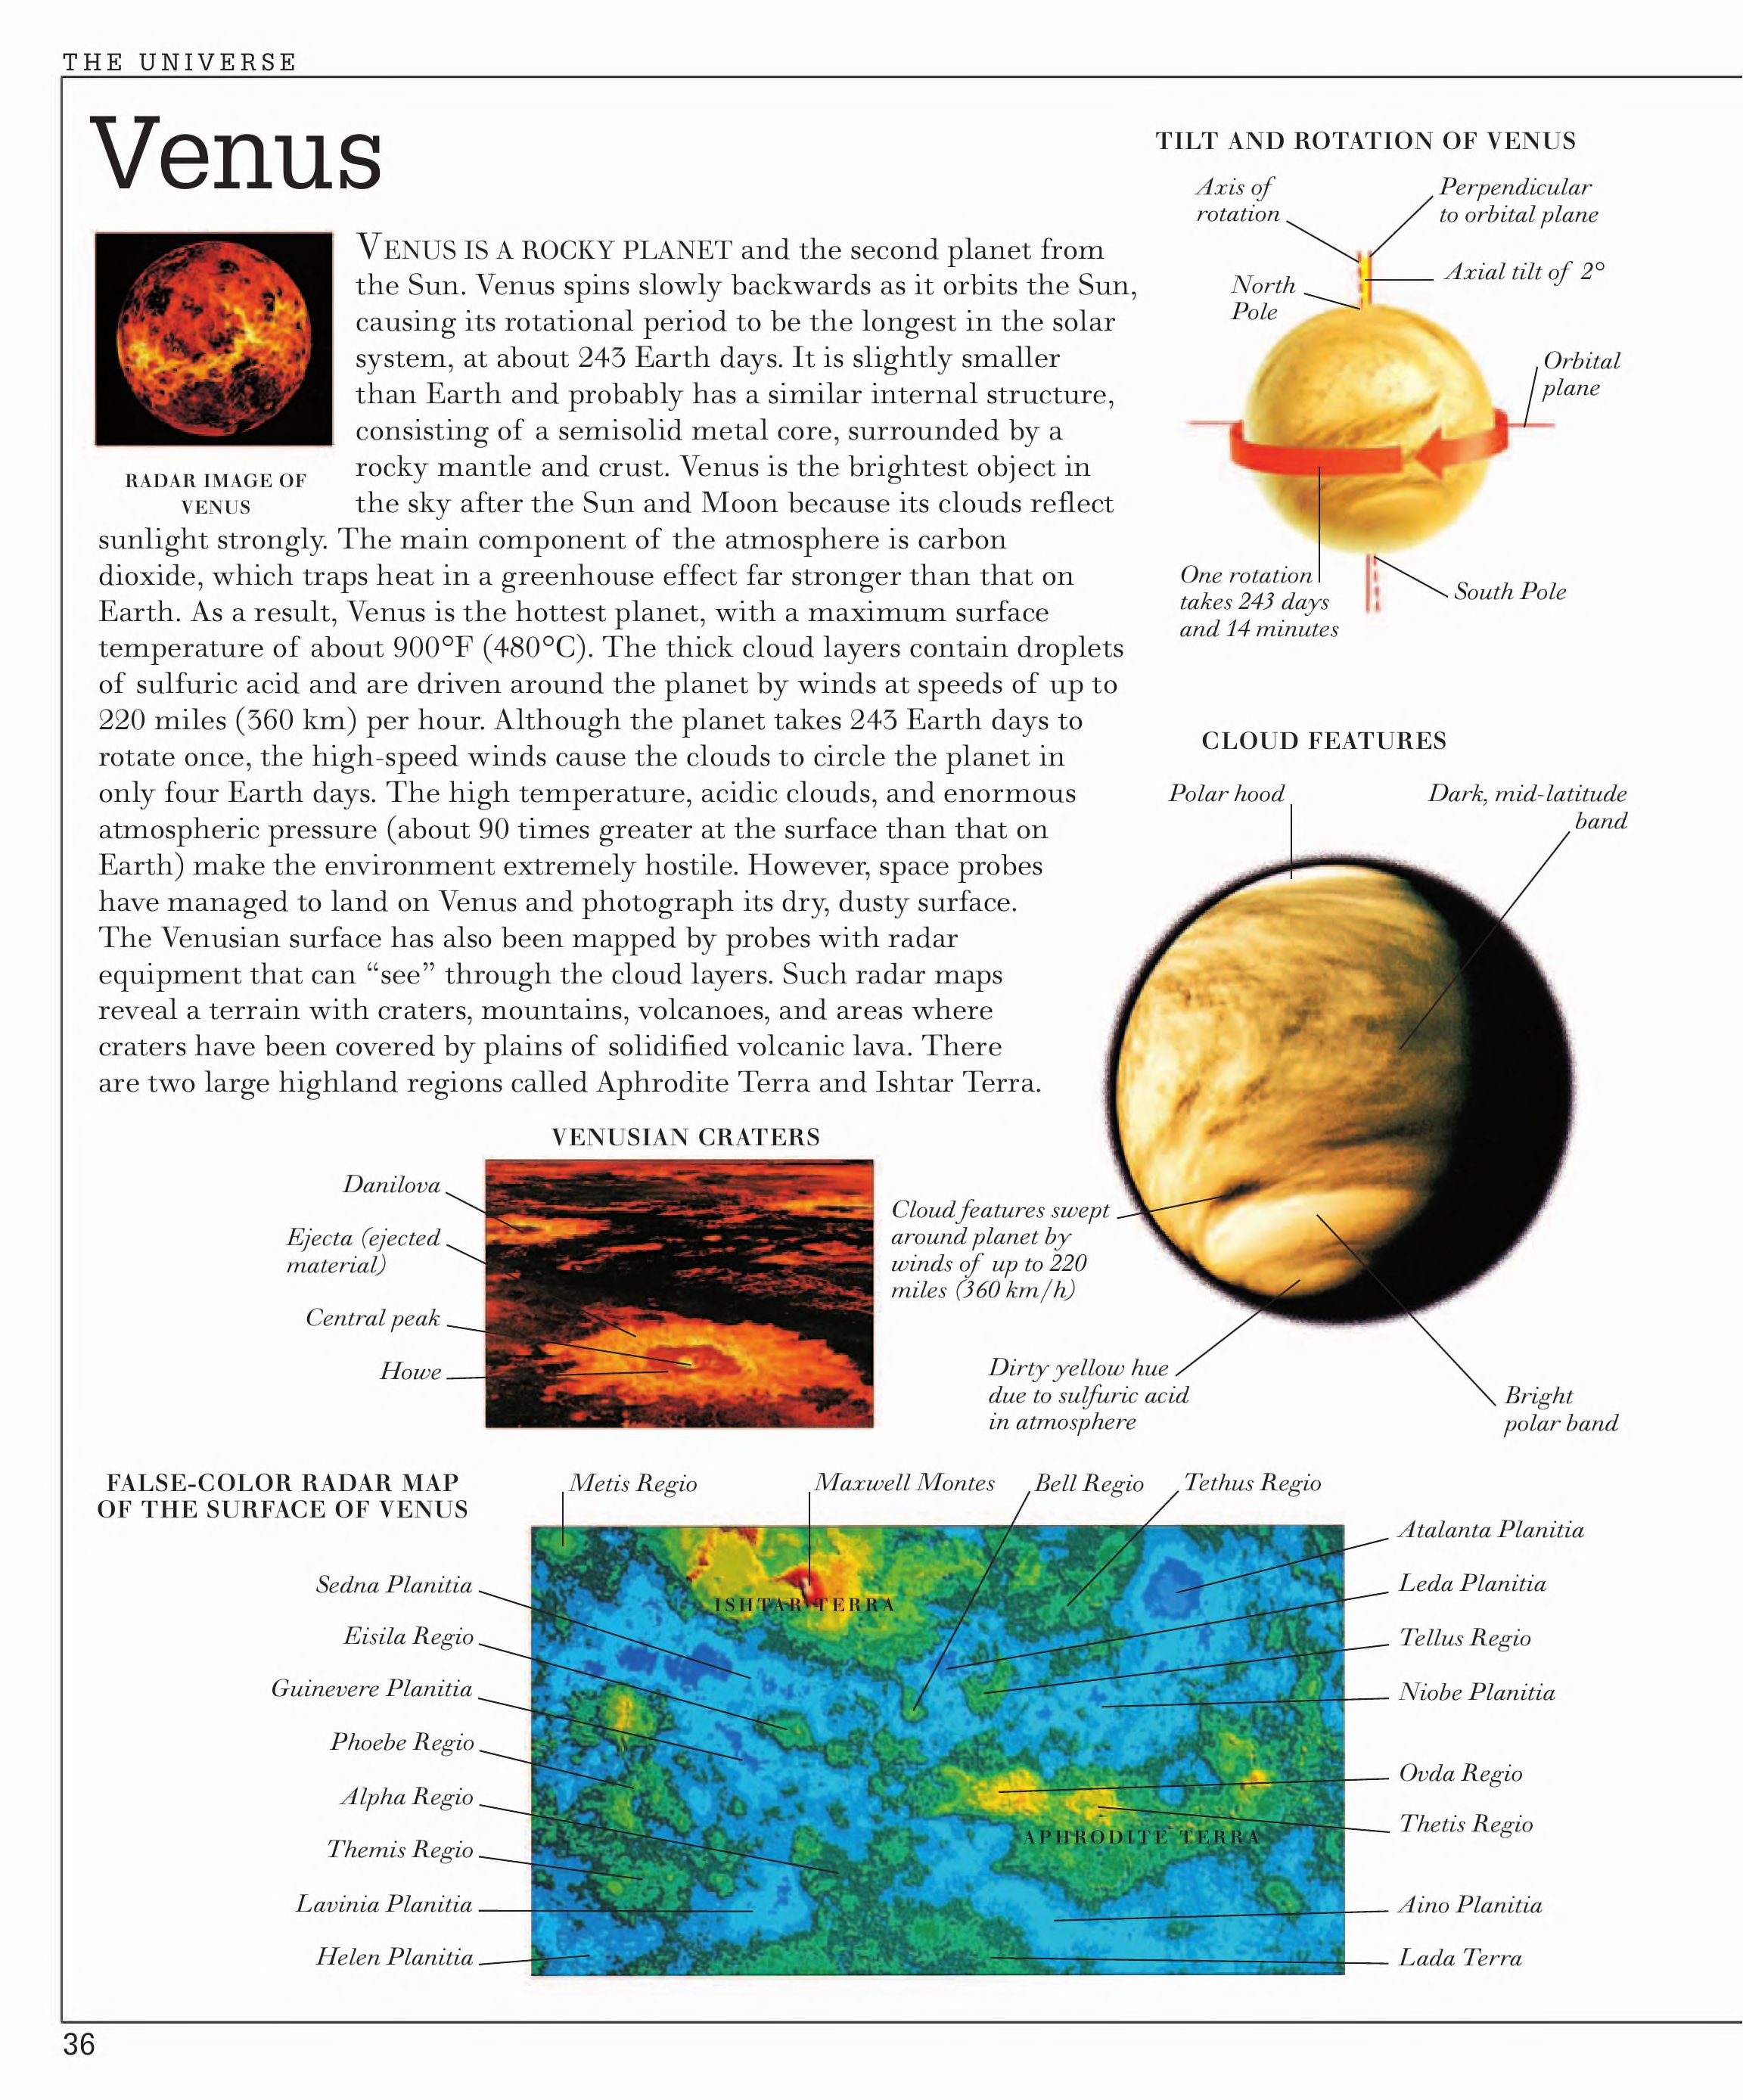 THE UNIVERSE
Venus
RADAR IMAGE OF
VENUS
VENUS IS A ROCKY PLANET and the second planet from
the Sun. Venus spins slowly backwards as it orbits the Sun,
causing its rotational period to be the longest in the solar
system, at about 243 Earth days. It is slightly smaller
than Earth and probably has a similar internal structure,
consisting of a semisolid metal core, surrounded by a
rocky mantle and crust. Venus is the brightest object in
the sky after the Sun and Moon because its clouds reflect
sunlight strongly. The main component of the atmosphere is carbon
dioxide, which traps heat in a greenhouse effect far stronger than that on
Earth. As a result, Venus is the hottest planet, with a maximum surface
temperature of about 900°F (480°C). The thick cloud layers contain droplets
of sulfuric acid and are driven around the planet by winds at speeds of up to
220 miles (360 km) per hour. Although the planet takes 243 Earth days to
rotate once, the high-speed winds cause the clouds to circle the planet in
only four Earth days. The high temperature, acidic clouds, and enormous
atmospheric pressure (about 90 times greater at the surface than that on
Earth) make the environment extremely hostile. However, space probes
have managed to land on Venus and photograph its dry, dusty surface.
The Venusian surface has also been mapped by probes with radar
equipment that can “see” through the cloud layers. Such radar maps
reveal a terrain with craters, mountains, volcanoes, and areas where
craters have been covered by plains of solidified volcanic lava. There
are two large highland regions called Aphrodite Terra and Ishtar Terra.
TILT AND ROTATION OF VENUS
Axis of
rotation
Perpendicular
to orbital plane
North
Pole
Axial tilt of 2°
Orbital
plane
One rotation
takes 243 days
and 14 minutes
South Pole
CLOUD FEATURES
Polar hood
Dark, mid-latitude
band
Cloud features swept
around planet by
winds of up to 220
miles (360 km/h)
Dirty yellow hue
due to sulfuric acid
in atmosphere
Bright
polar band
VENUSIAN CRATERS
Danilova
Ejecta (ejected
material)
Central peak
Howe
FALSE-COLOR RADAR MAP
OF THE SURFACE OF VENUS
Metis Regio
Maxwell Montes
Bell Regio
Tethus Regio
Sedna Planitia
Eisila Regio
Guinevere Planitia
Phoebe Regio
Alpha Regio
Themis Regio
Lavinia Planitia
Helen Planitia
ISHTAR TERRA
APHRODITE TERRA
Atalanta Planitia
Leda Planitia
Tellus Regio
Niobe Planitia
Ovda Regio
Thetis Regio
Aino Planitia
Lada Terra
36